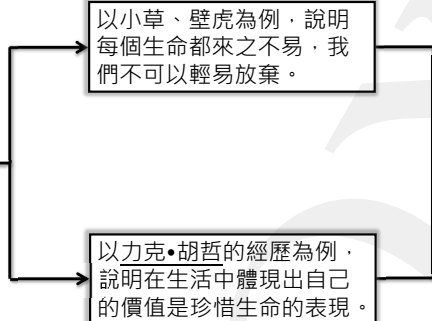 以小草、壁虎為例，說明
每個生命都來之不易，我
們不可以輕易放棄。
以力克•胡哲的經歷為例，
說明在生活中體現出自己
的價值是珍惜生命的表現。